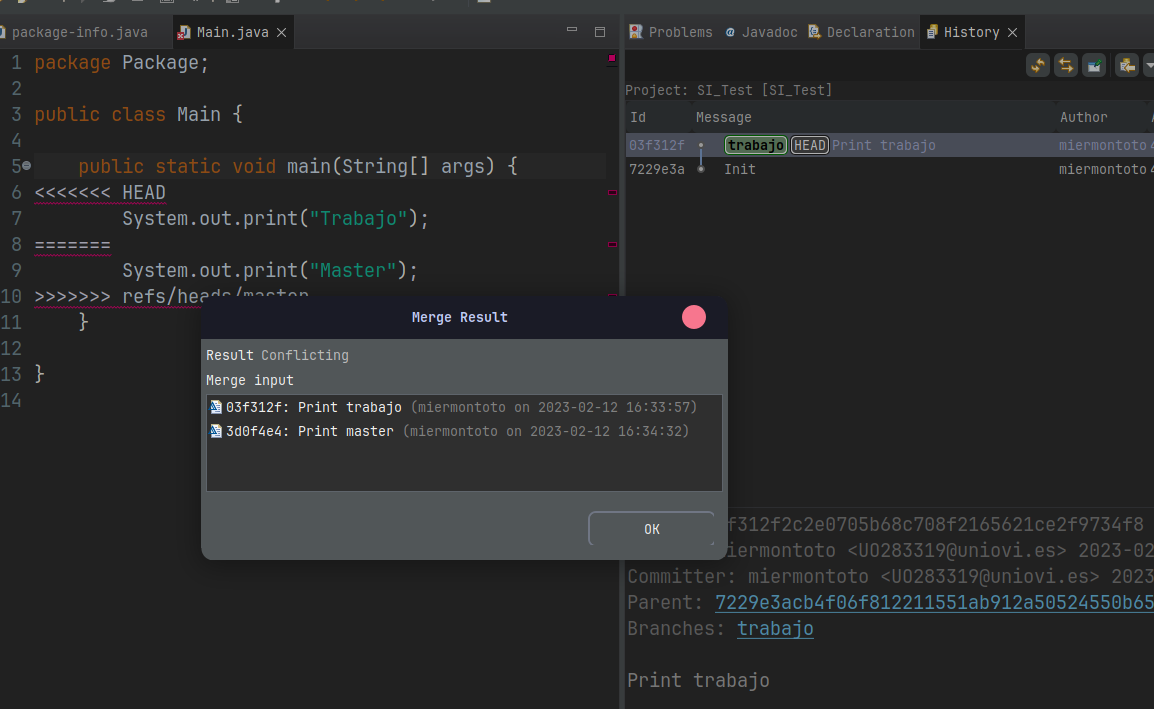 package-info.java
Main.java
1 package Package;
2
3 public class Main {
4
5 public static void main(String[] args) {
6 <<<<<<< HEAD
7 System.out.print("Trabajo");
8 =======
9 System.out.print("Master");
10 >>>>>>> refs/heads/master
11 }
12
13 }
14
Problems
@ Javadoc
Declaration
History
Project: SI_Test [SI_Test]
Id Message Author
03f312f trabajo HEAD Print trabajo miermontoto
7229e3a Init miermontoto
Merge Result
Result Conflicting
Merge input
03f312f: Print trabajo (miermontoto on 2023-02-12 16:33:57)
3d0f4e4: Print master (miermontoto on 2023-02-12 16:34:32)
OK
f312f2c2e0705b68c708f2165621ce2f9734f8
iermontoto <UO283319@uniovi.es> 2023-02
Committer: miermontoto <UO283319@uniovi.es> 2023
Parent: 7229e3acb4f06f812211551ab912a50524550b65
Branches: trabajo
Print trabajo